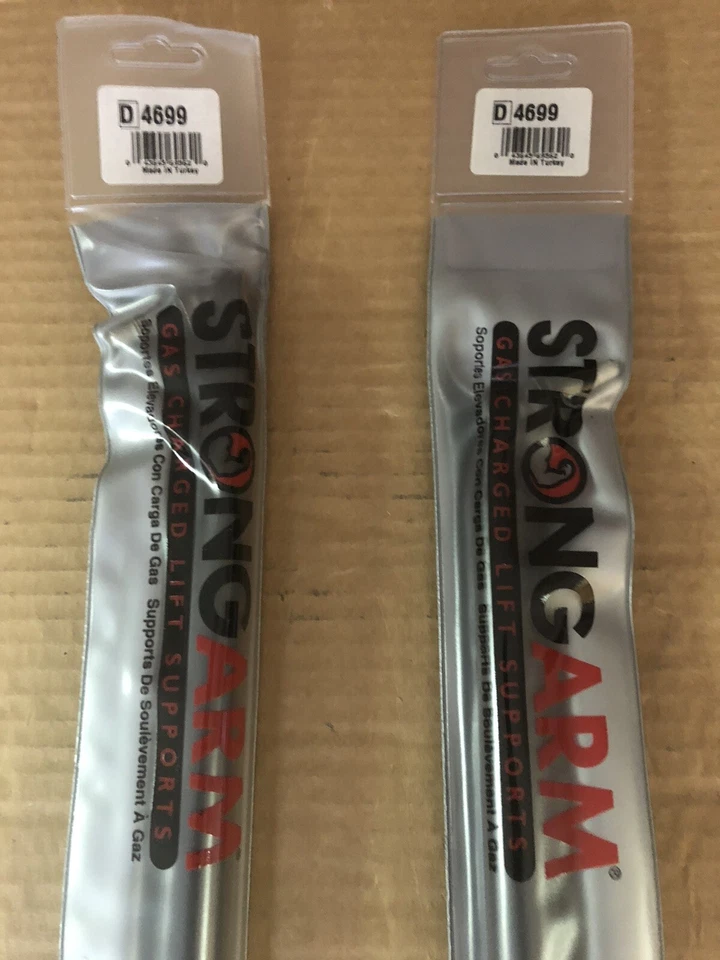 D 4699
Made IN Turkey
STRONGARM
GAS CHARGED LIFT SUPPORTS
Soportes Elevadores Con Carga De Gas Supports De Soulèvement À Gaz
D 4699
Made IN Turkey
STRONGARM®
GAS CHARGED LIFT SUPPORTS
Soportes Elevadores Con Carga De Gas Supports De Soulèvement À Gaz